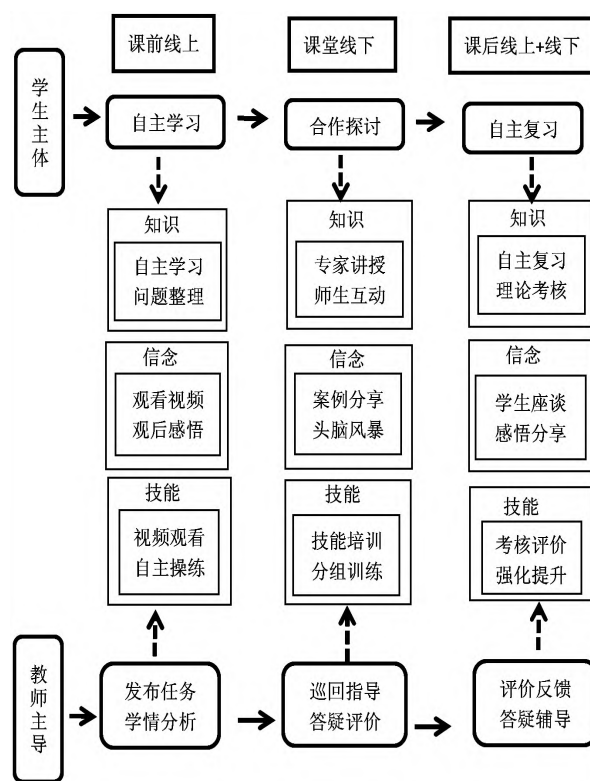 课前线上
课堂线下
课后线上+线下
学生主体
自主学习
合作探讨
自主复习
知识
自主学习
问题整理
知识
专家讲授
师生互动
知识
自主复习
理论考核
信念
观看视频
观后感悟
信念
案例分享
头脑风暴
信念
学生座谈
感悟分享
技能
视频观看
自主操练
技能
技能培训
分组训练
技能
考核评价
强化提升
教师主导
发布任务
学情分析
巡回指导
答疑评价
评价反馈
答疑辅导